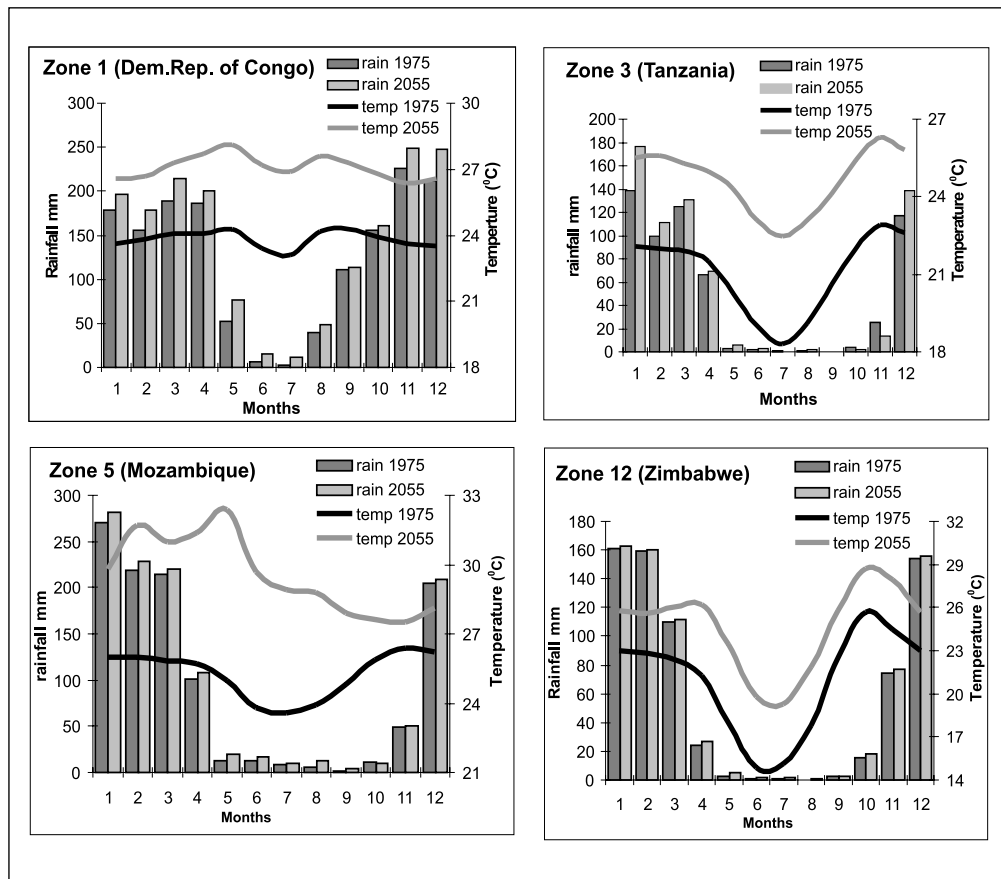 Zone 1 (Dem.Rep. of Congo)
rain 1975
rain 2055
temp 1975
temp 2055
Rainfall mm
300
250
200
150
100
50
0
30
27
24
21
18
Temperture (⁰C)
1 2 3 4 5 6 7 8 9 10 11 12
Months
Zone 3 (Tanzania)
rain 1975
rain 2055
temp 1975
temp 2055
rainfall mm
200
180
160
140
120
100
80
60
40
20
0
27
24
21
18
Temperature (⁰C)
1 2 3 4 5 6 7 8 9 10 11 12
Months
Zone 5 (Mozambique)
rain 1975
rain 2055
temp 1975
temp 2055
rainfall mm
300
250
200
150
100
50
0
33
30
27
24
21
Temperature (⁰C)
1 2 3 4 5 6 7 8 9 10 11 12
Months
Zone 12 (Zimbabwe)
rain 1975
rain 2055
temp 1975
temp 2055
Rainfall mm
180
160
140
120
100
80
60
40
20
0
32
29
26
23
20
17
14
Temperature (⁰C)
1 2 3 4 5 6 7 8 9 10 11 12
Months